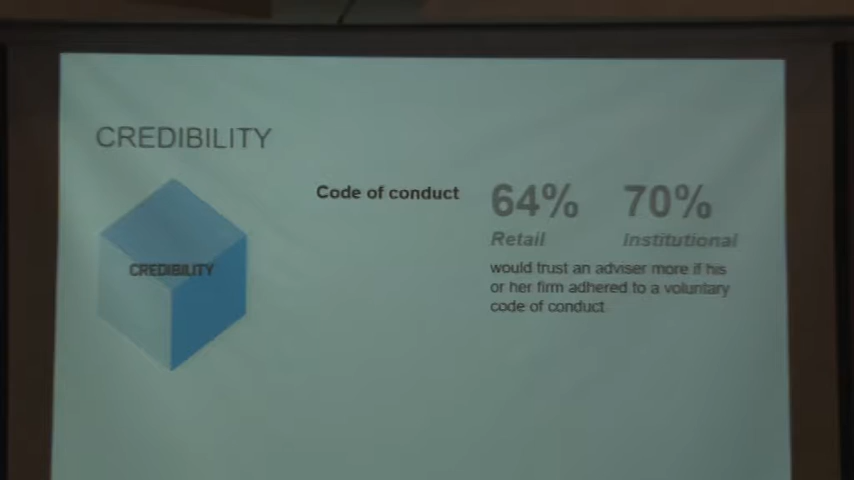 CREDIBILITY
CREDIBILITY
Code of conduct
64% 70%
Retail Institutional
would trust an adviser more if his
or her firm adhered to a voluntary
code of conduct